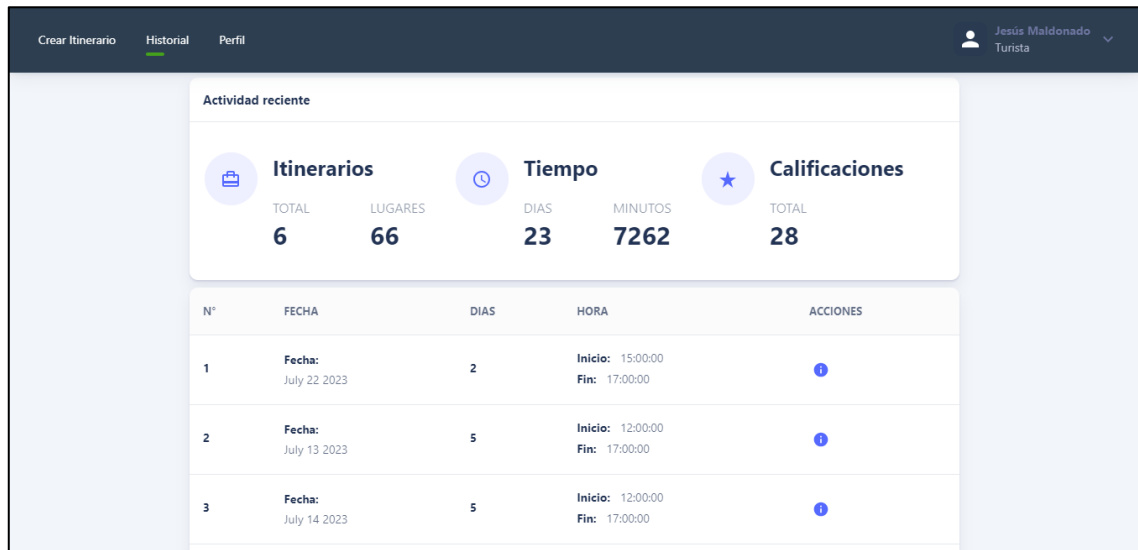 Crear Itinerario Historial Perfil
Jesús Maldonado
Turista
Actividad reciente
Itinerarios Tiempo Calificaciones
TOTAL LUGARES DIAS MINUTOS TOTAL
6 66 23 7262 28
N° FECHA DIAS HORA ACCIONES
1 Fecha: 2 Inicio: 15:00:00
July 22 2023 Fin: 17:00:00
2 Fecha: 5 Inicio: 12:00:00
July 13 2023 Fin: 17:00:00
3 Fecha: 5 Inicio: 12:00:00
July 14 2023 Fin: 17:00:00